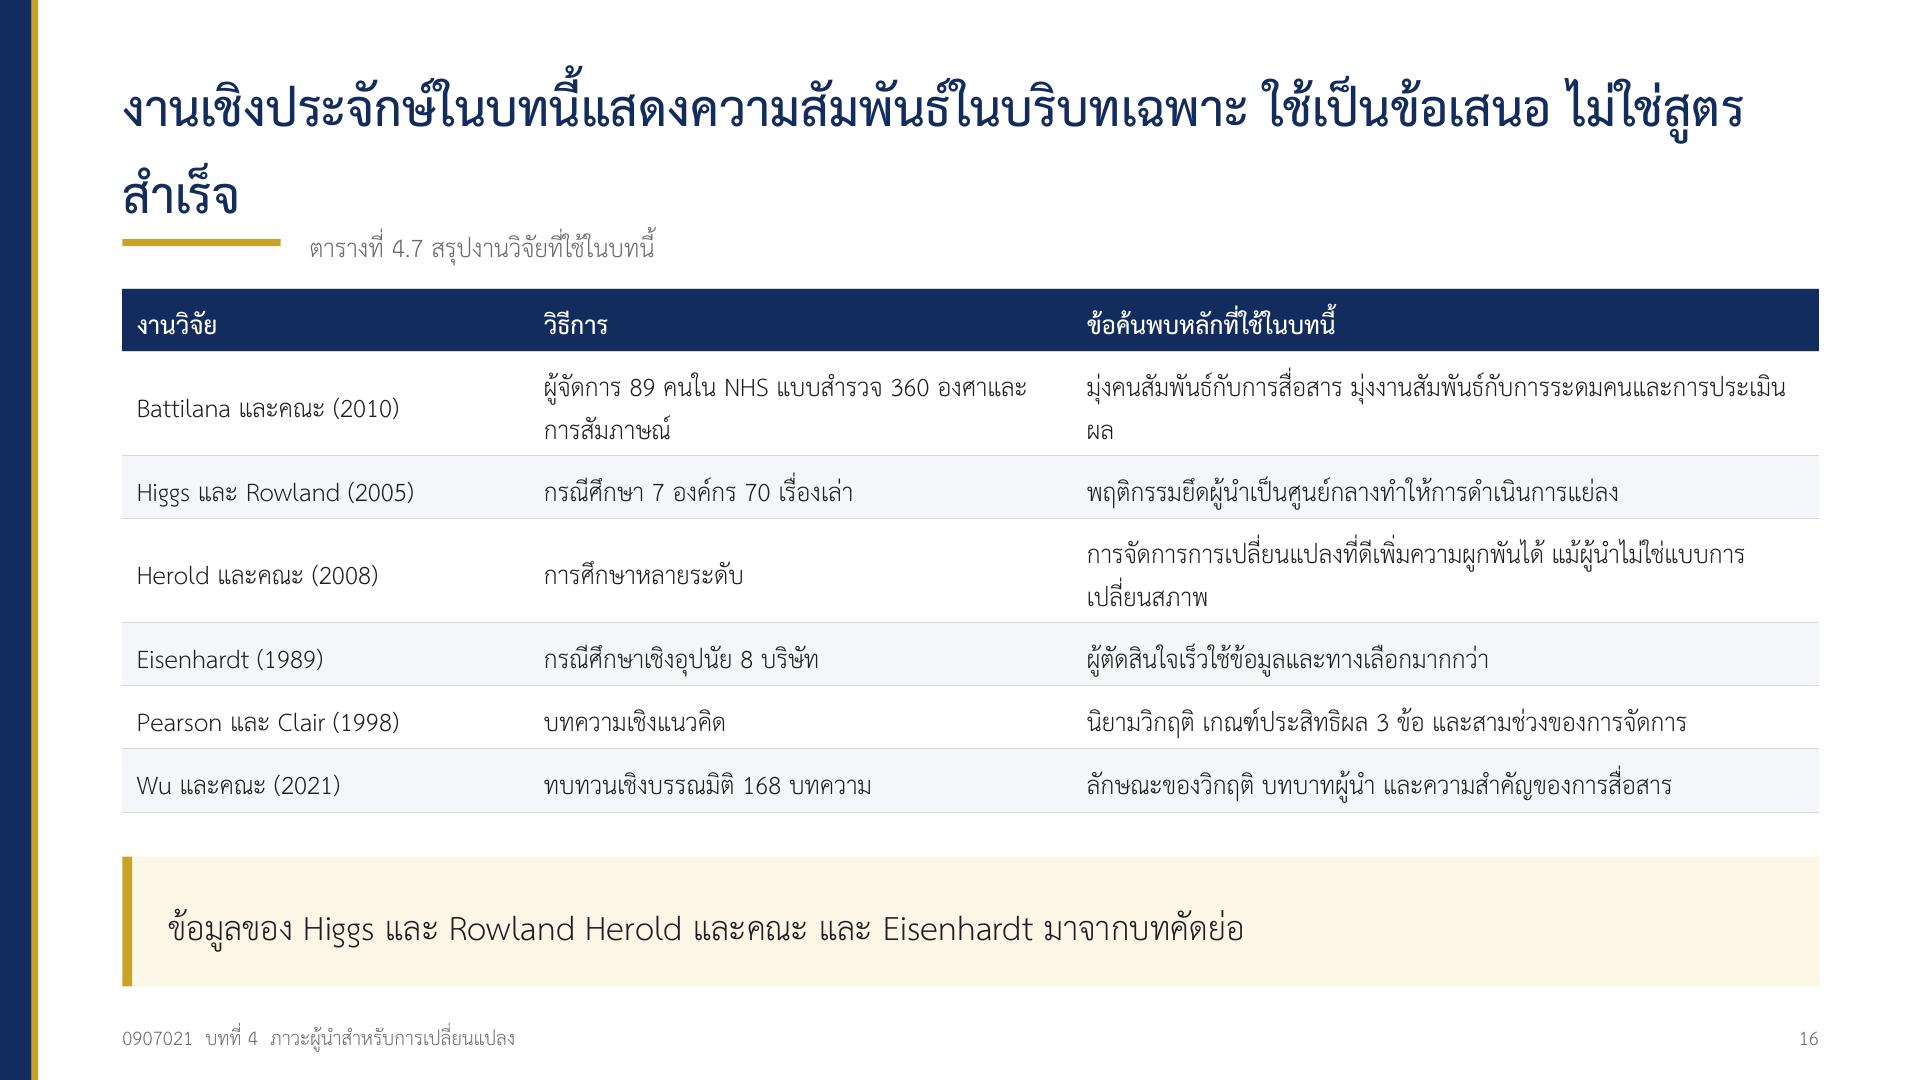 งานเชิงประจักษ์ในบทนี้แสดงความสัมพันธ์ในบริบทเฉพาะ ใช้เป็นข้อเสนอ ไม่ใช่สูตร
สำเร็จ
ตารางที่ 4.7 สรุปงานวิจัยที่ใช้ในบทนี้
งานวิจัย วิธีการ ข้อค้นพบหลักที่ใช้ในบทนี้
Battilana และคณะ (2010) ผู้จัดการ 89 คนใน NHS แบบสำรวจ 360 องศาและ มุ่งคนสัมพันธ์กับการสื่อสาร มุ่งงานสัมพันธ์กับการระดมคนและการประเมิน
การสัมภาษณ์ ผล
Higgs และ Rowland (2005) กรณีศึกษา 7 องค์กร 70 เรื่องเล่า พฤติกรรมยึดผู้นำเป็นศูนย์กลางทำให้การดำเนินการแย่ลง
Herold และคณะ (2008) การศึกษาหลายระดับ การจัดการการเปลี่ยนแปลงที่ดีเพิ่มความผูกพันได้ แม้ผู้นำไม่ใช่แบบการ
เปลี่ยนสภาพ
Eisenhardt (1989) กรณีศึกษาเชิงอุปนัย 8 บริษัท ผู้ตัดสินใจเร็วใช้ข้อมูลและทางเลือกมากกว่า
Pearson และ Clair (1998) บทความเชิงแนวคิด นิยามวิกฤติ เกณฑ์ประสิทธิผล 3 ข้อ และสามช่วงของการจัดการ
Wu และคณะ (2021) ทบทวนเชิงบรรณมิติ 168 บทความ ลักษณะของวิกฤติ บทบาทผู้นำ และความสำคัญของการสื่อสาร
ข้อมูลของ Higgs และ Rowland Herold และคณะ และ Eisenhardt มาจากบทคัดย่อ
0907021 บทที่ 4 ภาวะผู้นำสำหรับการเปลี่ยนแปลง 16